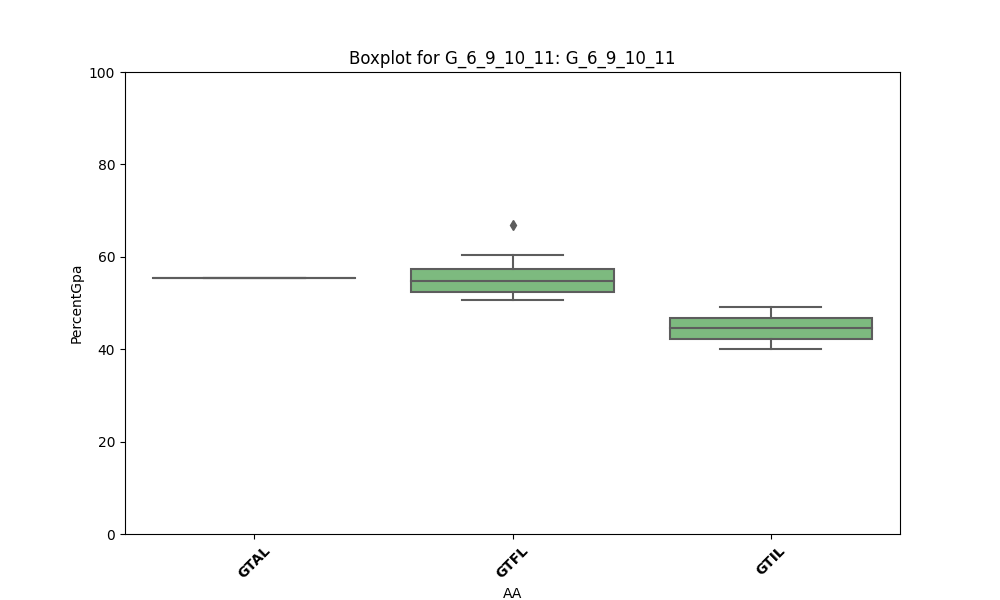 Boxplot for G_6_9_10_11: G_6_9_10_11
100
80
60
40
20
0
PercentGpa
GTAL
GTFL
GTIL
AA